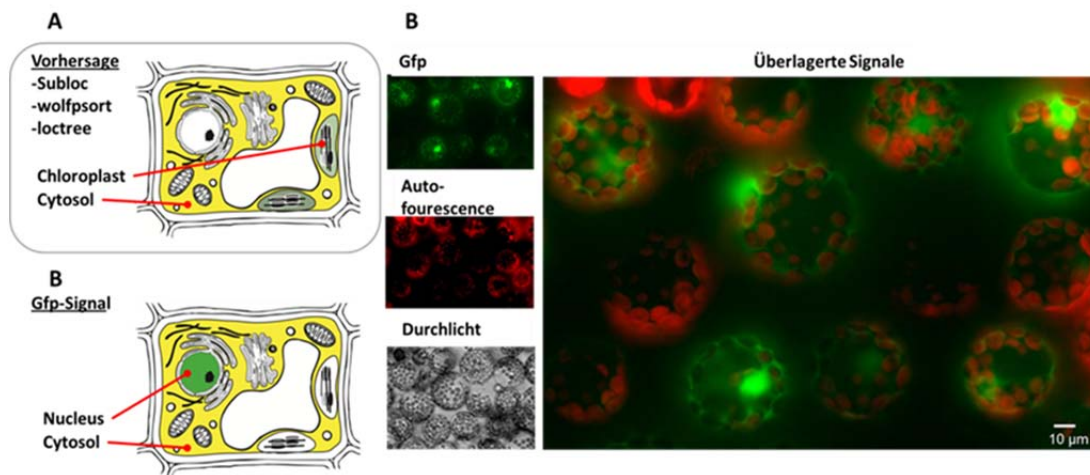 A
Vorhersage
-Subloc
-wolfpsort
-loctree
Chloroplast
Cytosol
B
Gfp-Signal
Nucleus
Cytosol
B
Gfp
Auto-
fourescence
Durchlicht
Überlagerte Signale
10 µm